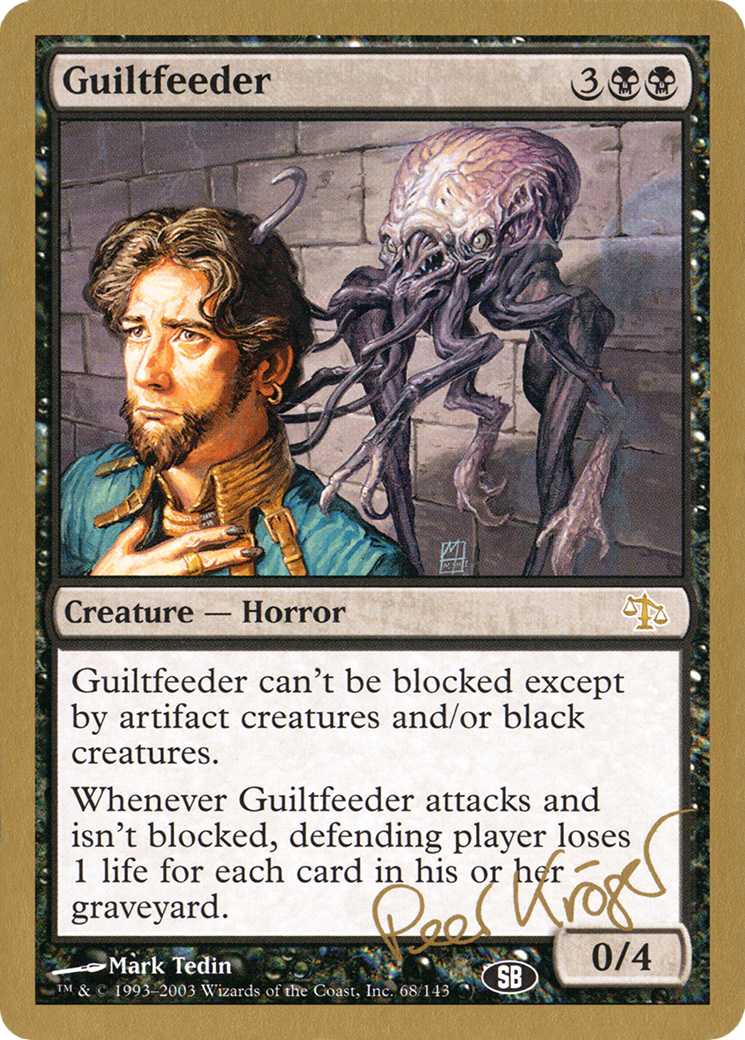 Guiltfeeder 3
Creature — Horror
Guiltfeeder can't be blocked except
by artifact creatures and/or black
creatures.
Whenever Guiltfeeder attacks and
isn't blocked, defending player loses
1 life for each card in his or her
graveyard.
Peer Kröger
0/4
Mark Tedin
SB
™ & © 1993–2003 Wizards of the Coast, Inc. 68/143